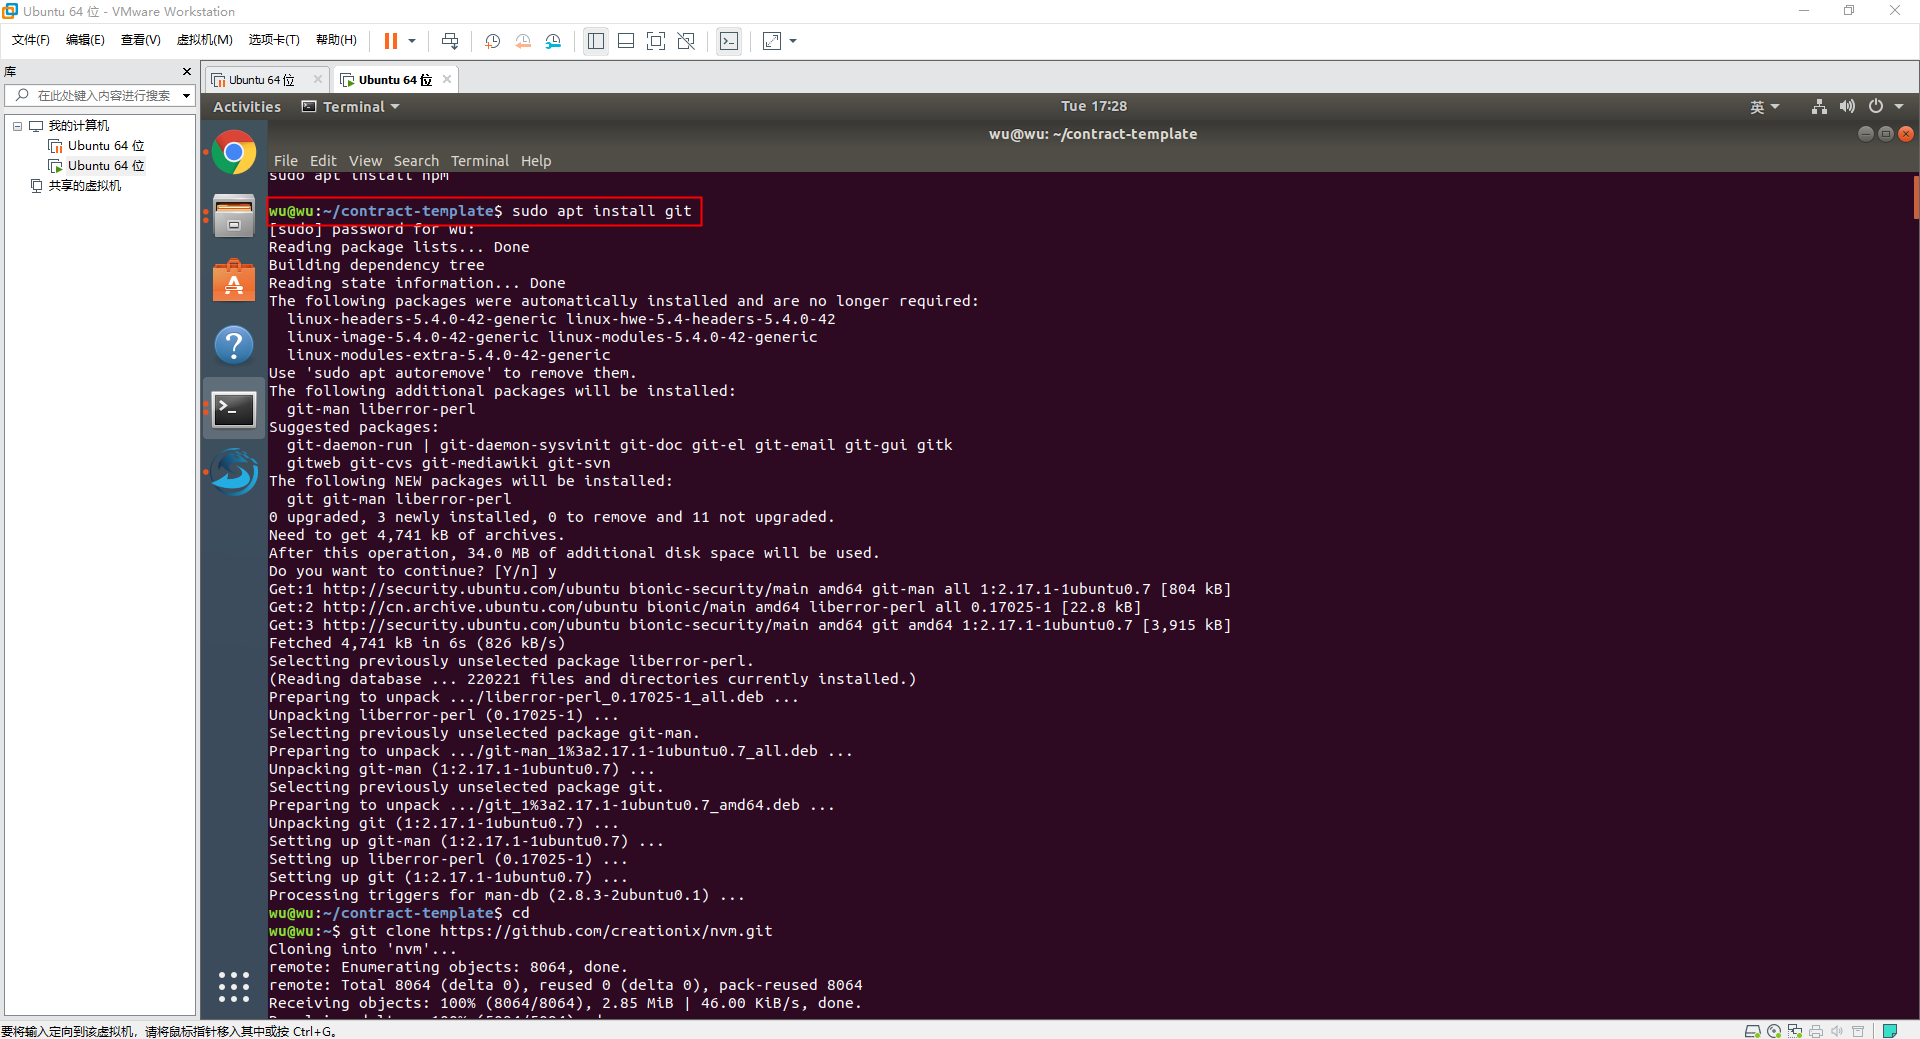 Ubuntu 64 位 - VMware Workstation
文件(F) 编辑(E) 查看(V) 虚拟机(M) 选项卡(T) 帮助(H)
库
在此处键入内容进行搜索
我的计算机
Ubuntu 64 位
Ubuntu 64 位
共享的虚拟机
Ubuntu 64 位 Ubuntu 64 位
Activities Terminal Tue 17:28 英
wu@wu: ~/contract-template
File Edit View Search Terminal Help
sudo apt install npm
wu@wu:~/contract-template$ sudo apt install git
[sudo] password for wu:
Reading package lists... Done
Building dependency tree
Reading state information... Done
The following packages were automatically installed and are no longer required:
linux-headers-5.4.0-42-generic linux-hwe-5.4-headers-5.4.0-42
linux-image-5.4.0-42-generic linux-modules-5.4.0-42-generic
linux-modules-extra-5.4.0-42-generic
Use 'sudo apt autoremove' to remove them.
The following additional packages will be installed:
git-man liberror-perl
Suggested packages:
git-daemon-run | git-daemon-sysvinit git-doc git-el git-email git-gui gitk
gitweb git-cvs git-mediawiki git-svn
The following NEW packages will be installed:
git git-man liberror-perl
0 upgraded, 3 newly installed, 0 to remove and 11 not upgraded.
Need to get 4,741 kB of archives.
After this operation, 34.0 MB of additional disk space will be used.
Do you want to continue? [Y/n] y
Get:1 http://security.ubuntu.com/ubuntu bionic-security/main amd64 git-man all 1:2.17.1-1ubuntu0.7 [804 kB]
Get:2 http://cn.archive.ubuntu.com/ubuntu bionic/main amd64 liberror-perl all 0.17025-1 [22.8 kB]
Get:3 http://security.ubuntu.com/ubuntu bionic-security/main amd64 git amd64 1:2.17.1-1ubuntu0.7 [3,915 kB]
Fetched 4,741 kB in 6s (826 kB/s)
Selecting previously unselected package liberror-perl.
(Reading database ... 220221 files and directories currently installed.)
Preparing to unpack .../liberror-perl_0.17025-1_all.deb ...
Unpacking liberror-perl (0.17025-1) ...
Selecting previously unselected package git-man.
Preparing to unpack .../git-man_1%3a2.17.1-1ubuntu0.7_all.deb ...
Unpacking git-man (1:2.17.1-1ubuntu0.7) ...
Selecting previously unselected package git.
Preparing to unpack .../git_1%3a2.17.1-1ubuntu0.7_amd64.deb ...
Unpacking git (1:2.17.1-1ubuntu0.7) ...
Setting up git-man (1:2.17.1-1ubuntu0.7) ...
Setting up liberror-perl (0.17025-1) ...
Setting up git (1:2.17.1-1ubuntu0.7) ...
Processing triggers for man-db (2.8.3-2ubuntu0.1) ...
wu@wu:~/contract-template$ cd
wu@wu:~$ git clone https://github.com/creationix/nvm.git
Cloning into 'nvm'...
remote: Enumerating objects: 8064, done.
remote: Total 8064 (delta 0), reused 0 (delta 0), pack-reused 8064
Receiving objects: 100% (8064/8064), 2.85 MiB | 46.00 KiB/s, done.
要将输入定向到该虚拟机，请将鼠标指针移入其中或按 Ctrl+G。